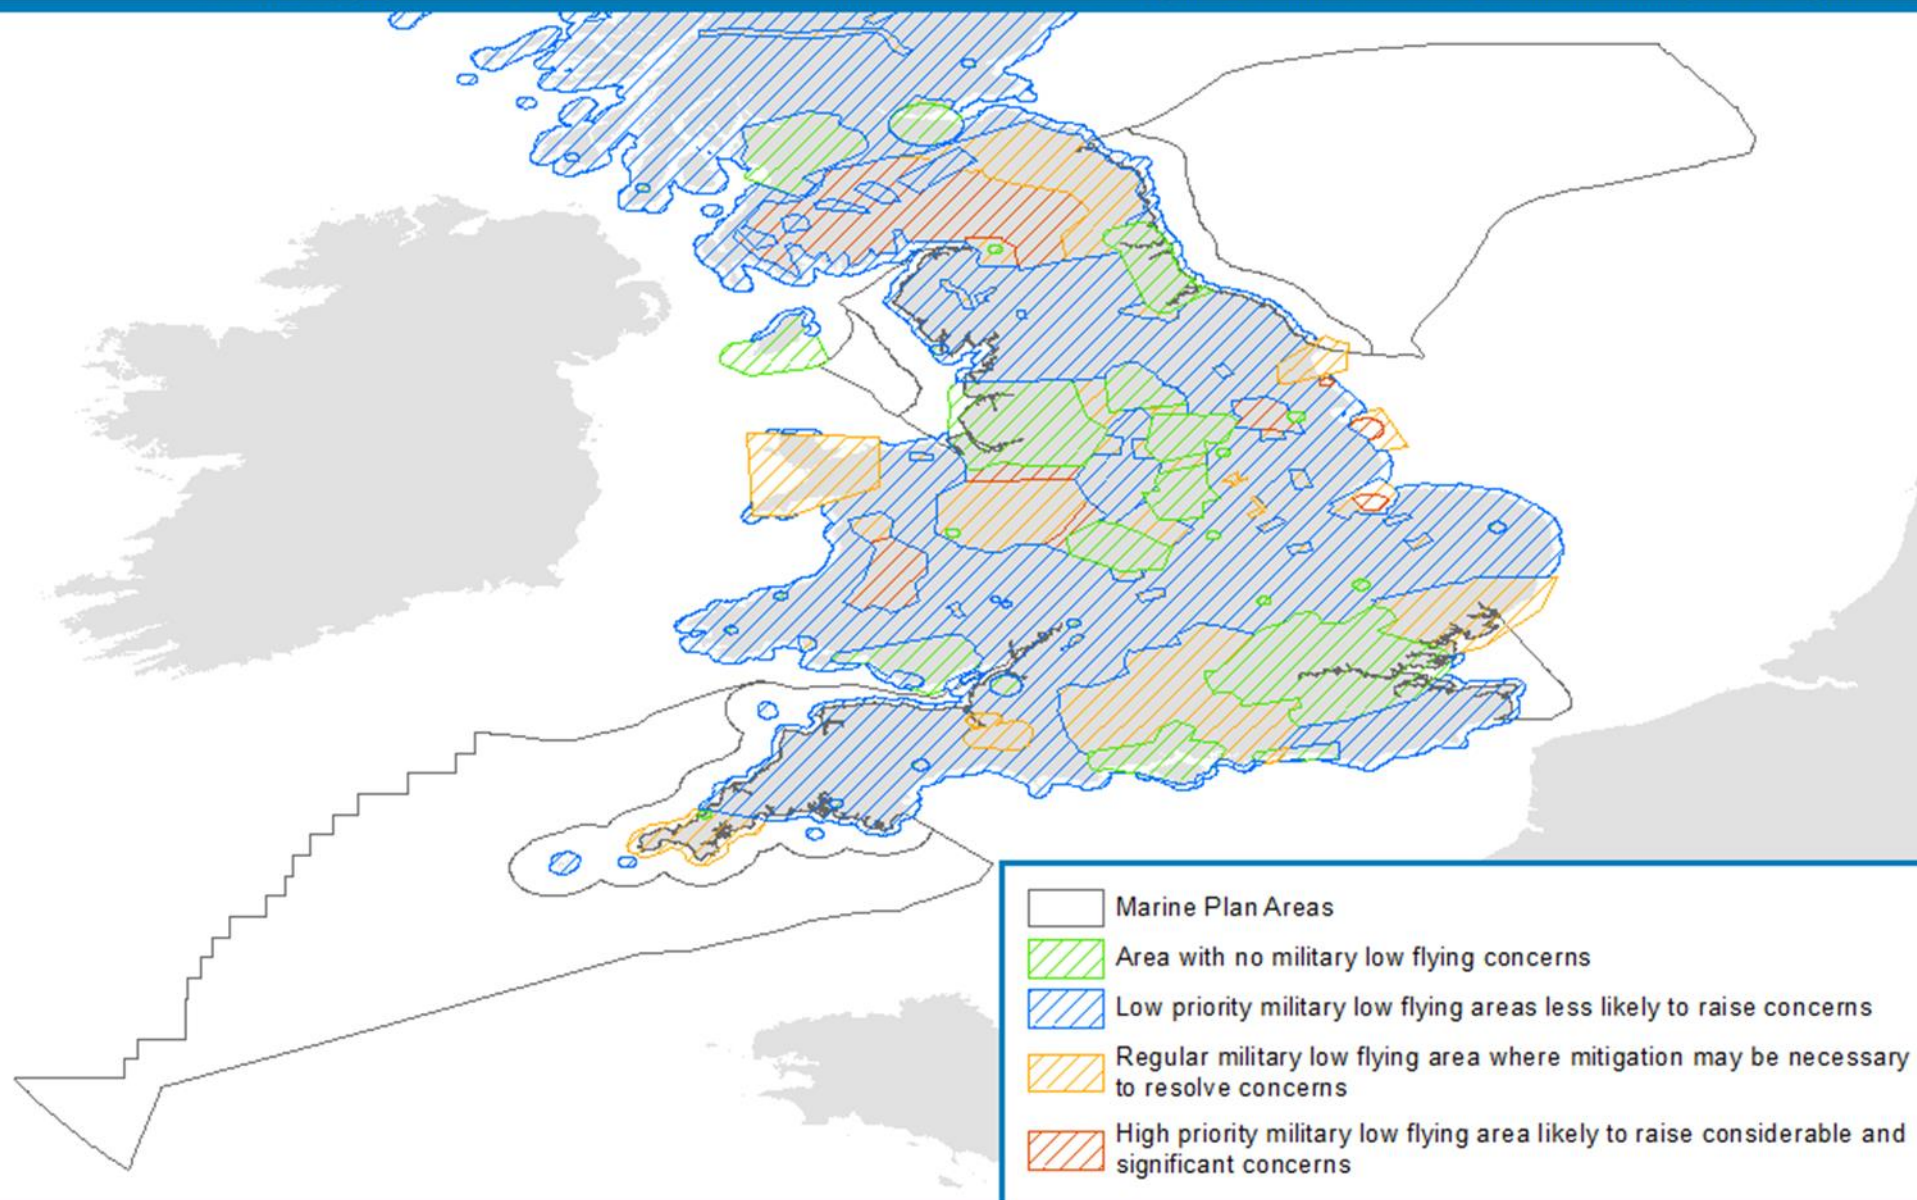 Marine Plan Areas
Area with no military low flying concerns
Low priority military low flying areas less likely to raise concerns
Regular military low flying area where mitigation may be necessary
to resolve concerns
High priority military low flying area likely to raise considerable and
significant concerns